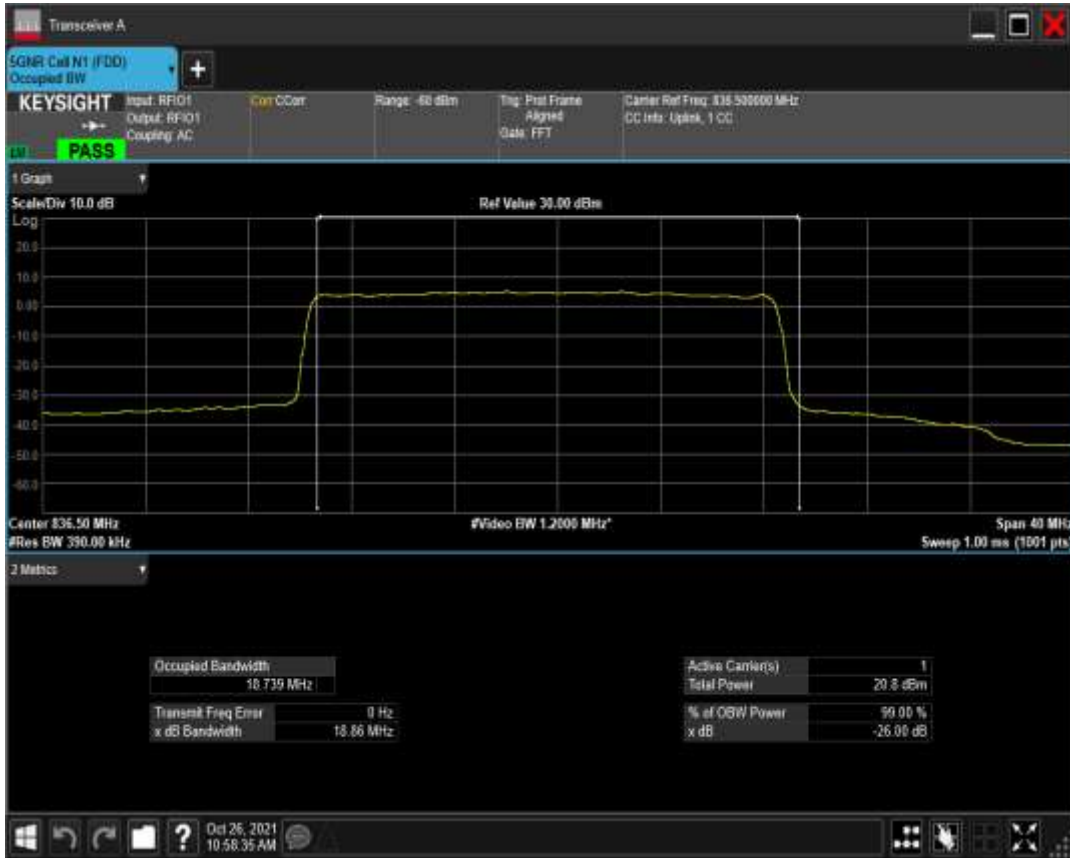 Transceiver A
5GNR Cell N1 (FDD)
Occupied BW
+
KEYSIGHT
PASS
Input: RFIO1
Output: RFIO1
Coupling: AC
Corr CCorr
Range: -60 dBm
Trig: Prot Frame
Aligned
Gate: FFT
Carrier Ref Freq: 836.500000 MHz
CC Info: Uplink, 1 CC
1 Graph
Scale/Div 10.0 dB
Ref Value 30.00 dBm
Log
20.0
10.0
0.00
-10.0
-20.0
-30.0
-40.0
-50.0
-60.0
Center 836.50 MHz
#Video BW 1.2000 MHz*
Span 40 MHz
#Res BW 390.00 kHz
Sweep 1.00 ms (1001 pts)
2 Metrics
Occupied Bandwidth
18.739 MHz
Transmit Freq Error 0 Hz
x dB Bandwidth 18.86 MHz
Active Carrier(s) 1
Total Power 20.8 dBm
% of OBW Power 99.00 %
x dB -26.00 dB
?
Oct 26, 2021
10:58:35 AM